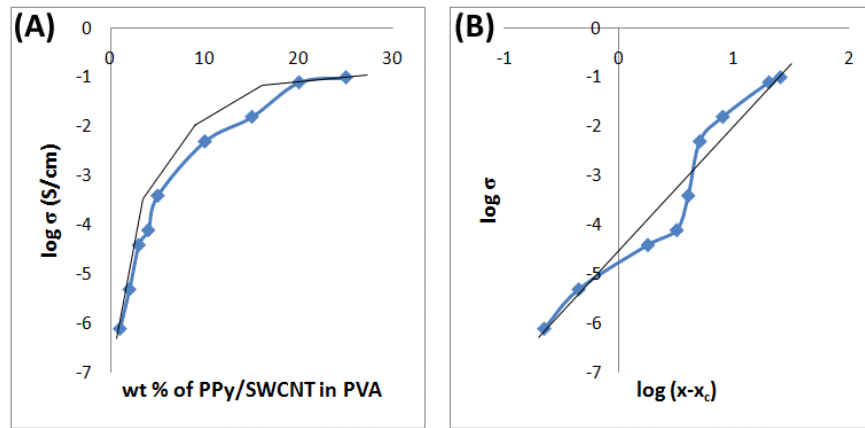 (A)
0
0 10 20 30
-1
-2
-3
-4
-5
-6
-7
log σ (S/cm)
wt % of PPy/SWCNT in PVA
(B)
0
-1 0 1 2
-1
-2
-3
-4
-5
-6
-7
log σ
log (x-xc)